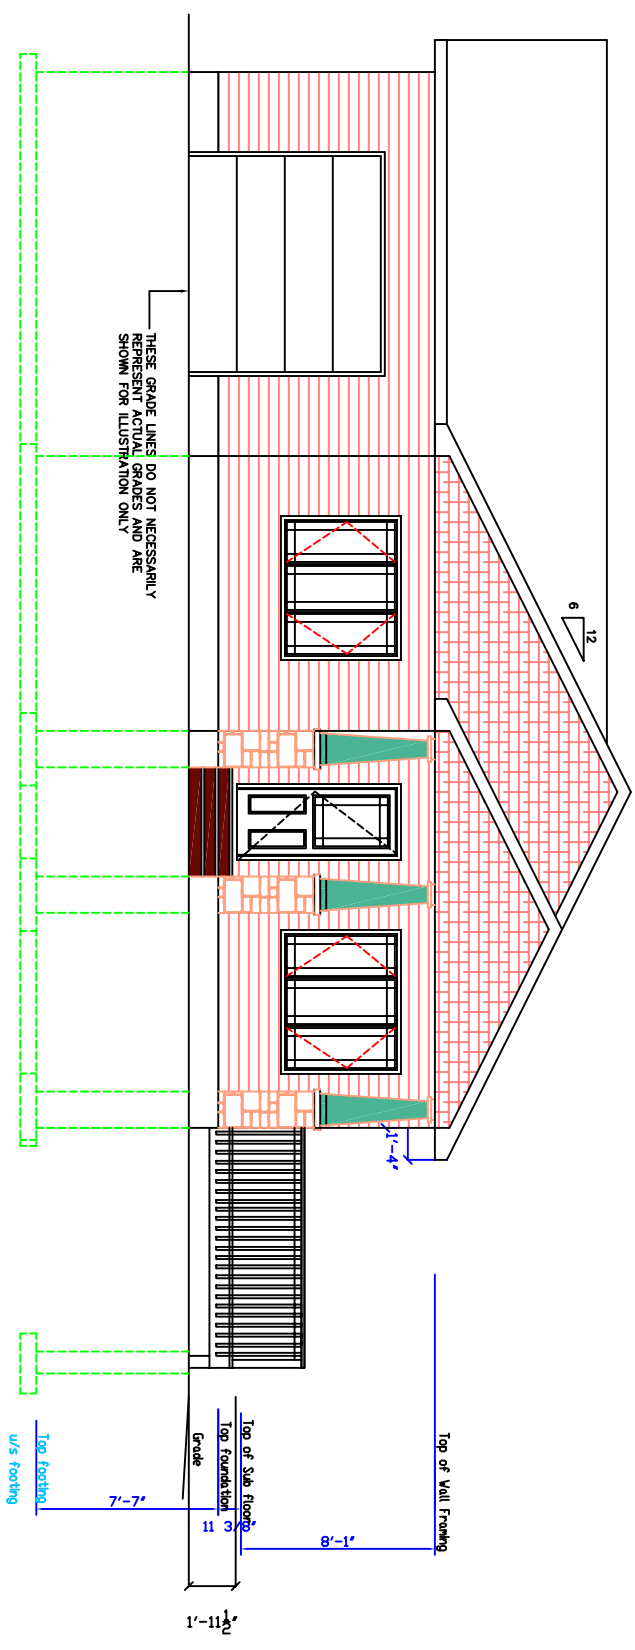 THESE GRADE LINES DO NOT NECESSARILY
REPRESENT ACTUAL GRADES AND ARE
SHOWN FOR ILLUSTRATION ONLY
12
6
1'-4"
Top of Wall Framing
8'-1"
Top of Sub floor
11 3/8"
Top foundation
Grade
7'-7"
Top footing
u/s footing
1'-11 1/2"